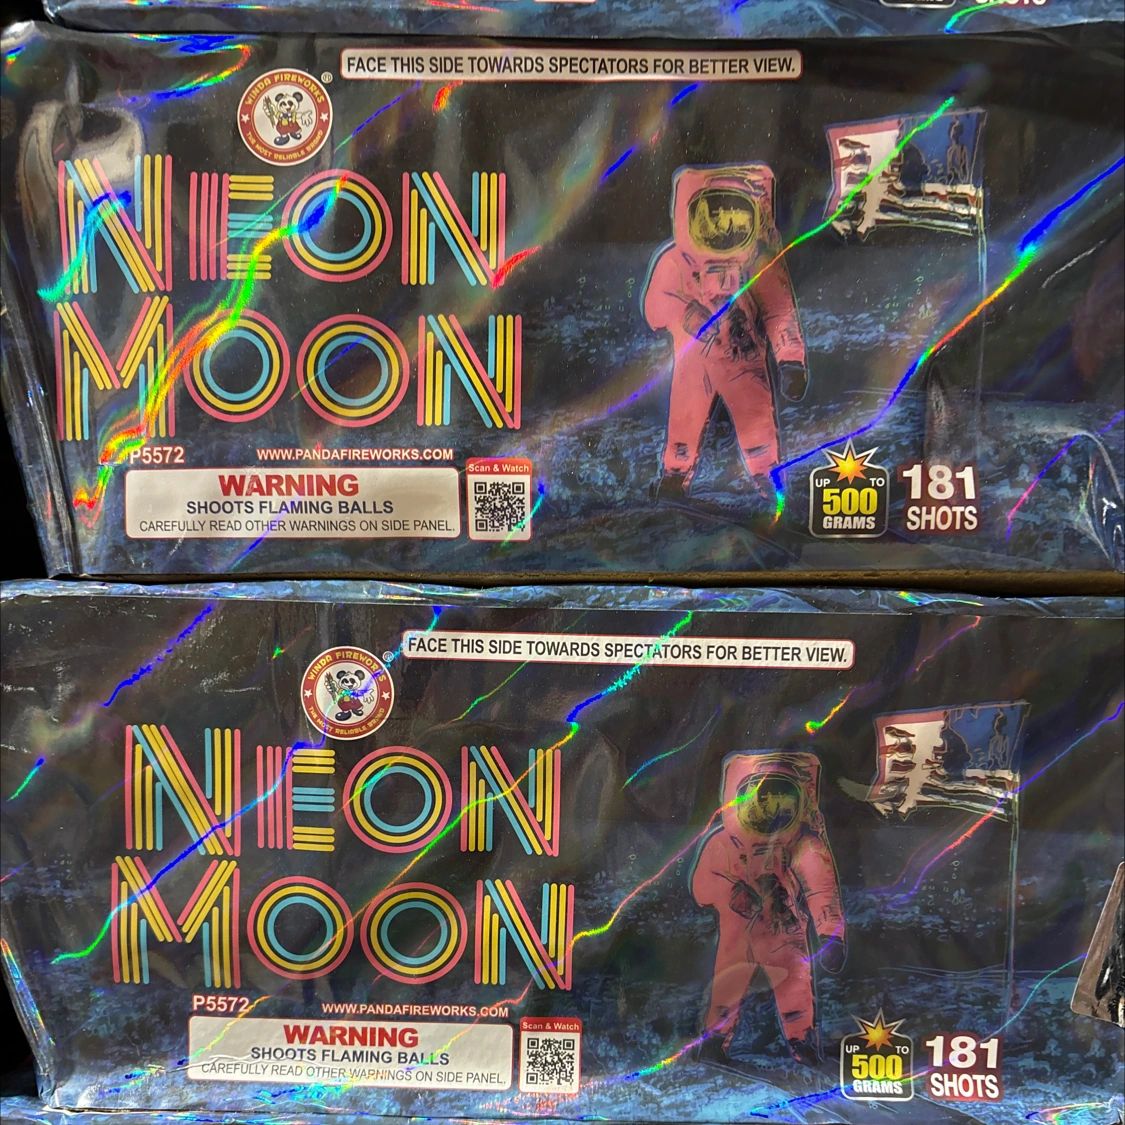 FACE THIS SIDE TOWARDS SPECTATORS FOR BETTER VIEW.
WINDA FIREWORKS
THE MOST RELIABLE BRAND
®
NEON
MOON
P5572
WWW.PANDAFIREWORKS.COM
WARNING
SHOOTS FLAMING BALLS
CAREFULLY READ OTHER WARNINGS ON SIDE PANEL.
Scan & Watch
UP TO
500
GRAMS
181
SHOTS
FACE THIS SIDE TOWARDS SPECTATORS FOR BETTER VIEW.
WINDA FIREWORKS
THE MOST RELIABLE BRAND
®
NEON
MOON
P5572
WWW.PANDAFIREWORKS.COM
WARNING
SHOOTS FLAMING BALLS
CAREFULLY READ OTHER WARNINGS ON SIDE PANEL.
Scan & Watch
UP TO
500
GRAMS
181
SHOTS